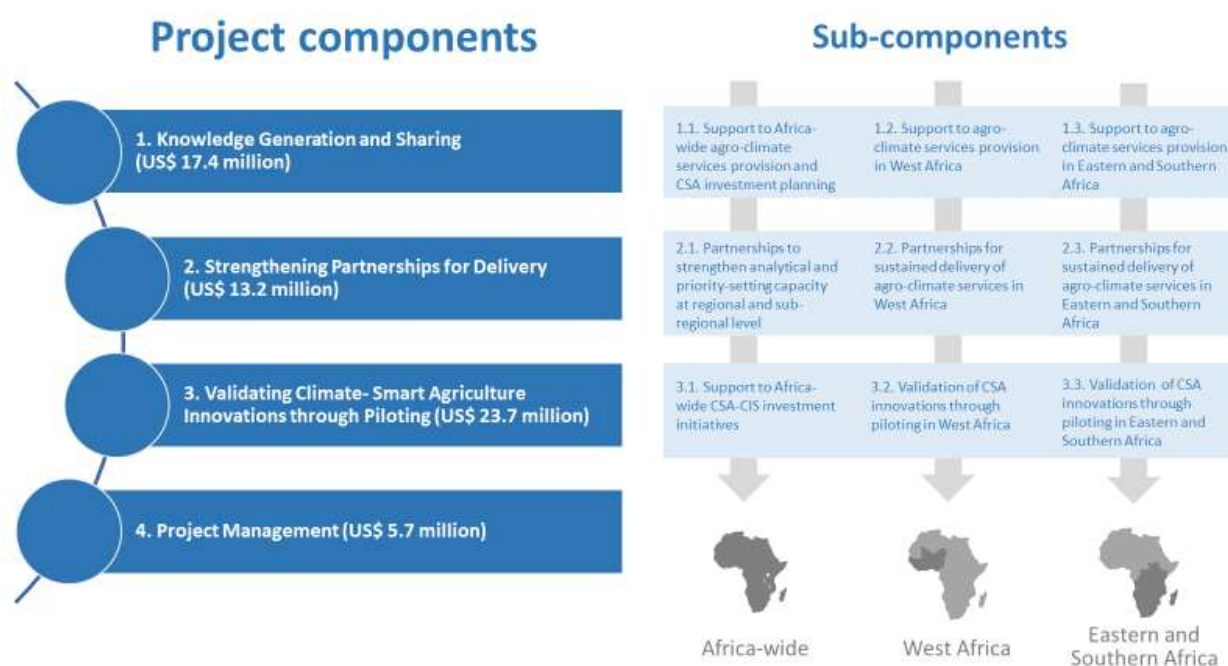 Project components
1. Knowledge Generation and Sharing
(US$ 17.4 million)
2. Strengthening Partnerships for Delivery
(US$ 13.2 million)
3. Validating Climate- Smart Agriculture
Innovations through Piloting (US$ 23.7 million)
4. Project Management (US$ 5.7 million)
Sub-components
1.1. Support to Africa-
wide agro-climate
services provision and
CSA investment planning
1.2. Support to agro-
climate services provision
in West Africa
1.3. Support to agro-
climate services provision
in Eastern and Southern
Africa
2.1. Partnerships to
strengthen analytical and
priority-setting capacity
at regional and sub-
regional level
2.2. Partnerships for
sustained delivery of
agro-climate services in
West Africa
2.3. Partnerships for
sustained delivery of
agro-climate services in
Eastern and Southern
Africa
3.1. Support to Africa-
wide CSA-CIS investment
initiatives
3.2. Validation of CSA
innovations through
piloting in West Africa
3.3. Validation of CSA
innovations through
piloting in Eastern and
Southern Africa
Africa-wide
West Africa
Eastern and
Southern Africa